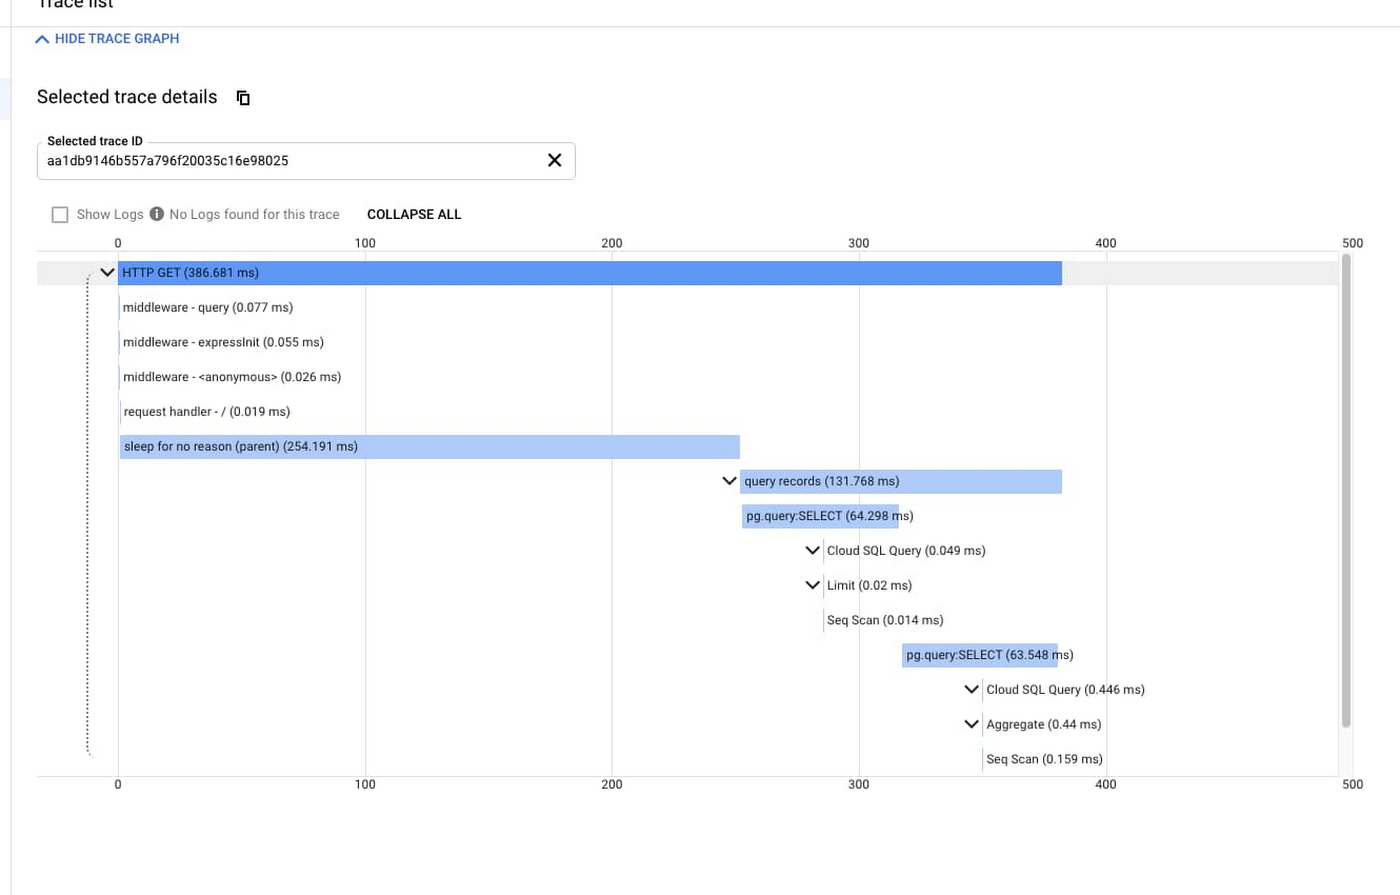 Trace list
HIDE TRACE GRAPH
Selected trace details
Selected trace ID
aa1db9146b557a796f20035c16e98025
Show Logs No Logs found for this trace COLLAPSE ALL
0 100 200 300 400 500
HTTP GET (386.681 ms)
middleware - query (0.077 ms)
middleware - expressInit (0.055 ms)
middleware - <anonymous> (0.026 ms)
request handler - / (0.019 ms)
sleep for no reason (parent) (254.191 ms)
query records (131.768 ms)
pg.query:SELECT (64.298 ms)
Cloud SQL Query (0.049 ms)
Limit (0.02 ms)
Seq Scan (0.014 ms)
pg.query:SELECT (63.548 ms)
Cloud SQL Query (0.446 ms)
Aggregate (0.44 ms)
Seq Scan (0.159 ms)
0 100 200 300 400 500